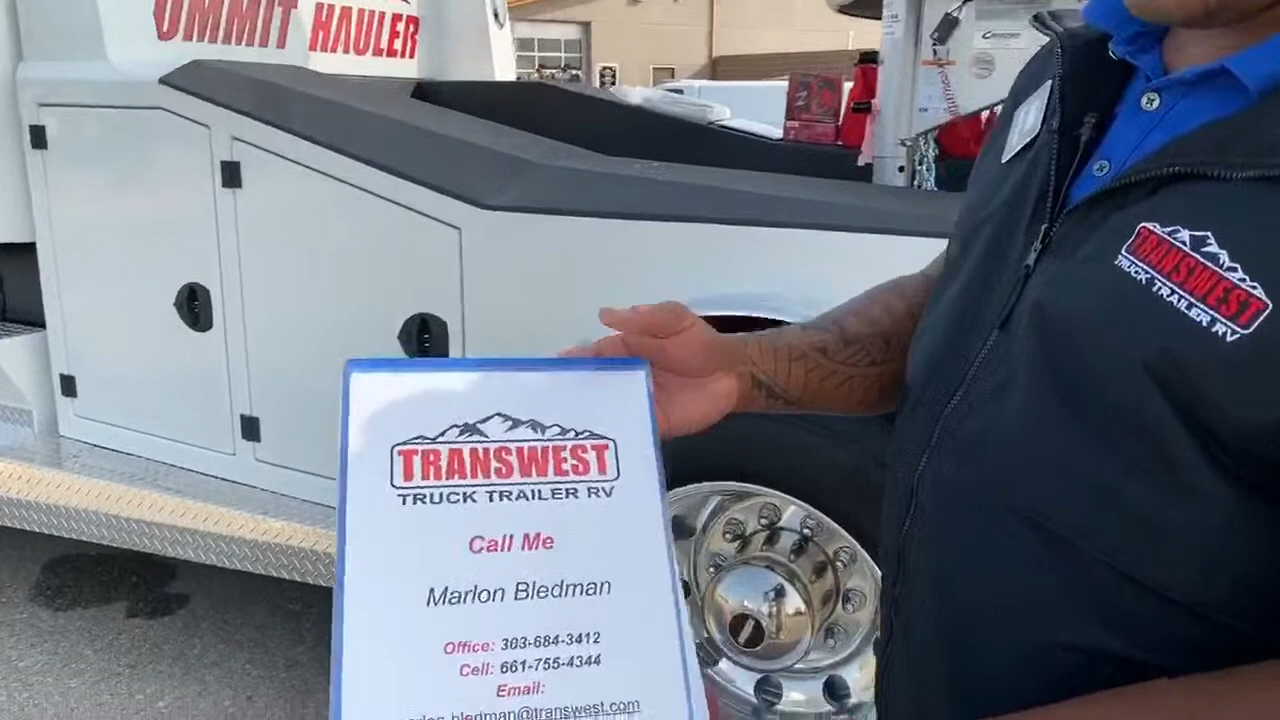 UMMIT HAULER
TRANSWEST
TRUCK TRAILER RV
TRANSWEST
TRUCK TRAILER RV
Call Me
Marlon Bledman
Office: 303-684-3412
Cell: 661-755-4344
Email: